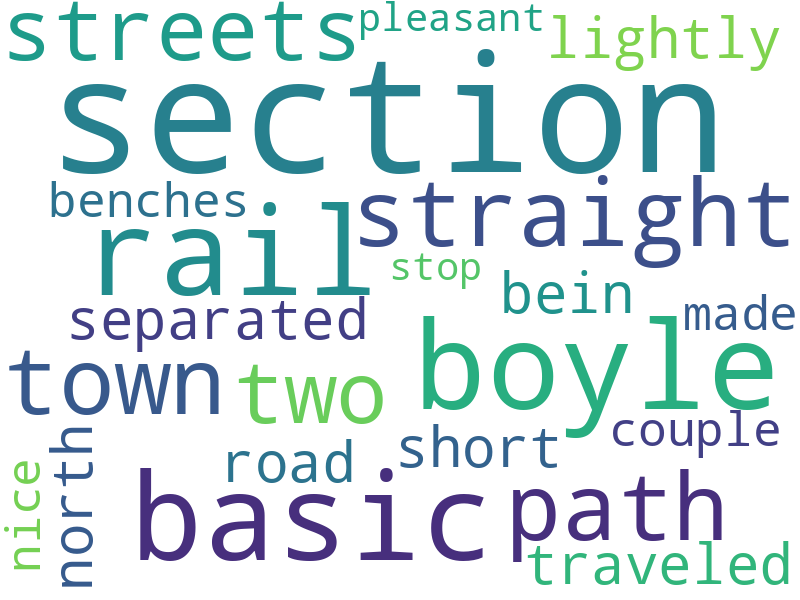 streets
pleasant
lightly
section
benches
straight
rail
stop
bein
separated
made
boyle
town
two
couple
road
short
north
nice
basic
path
traveled